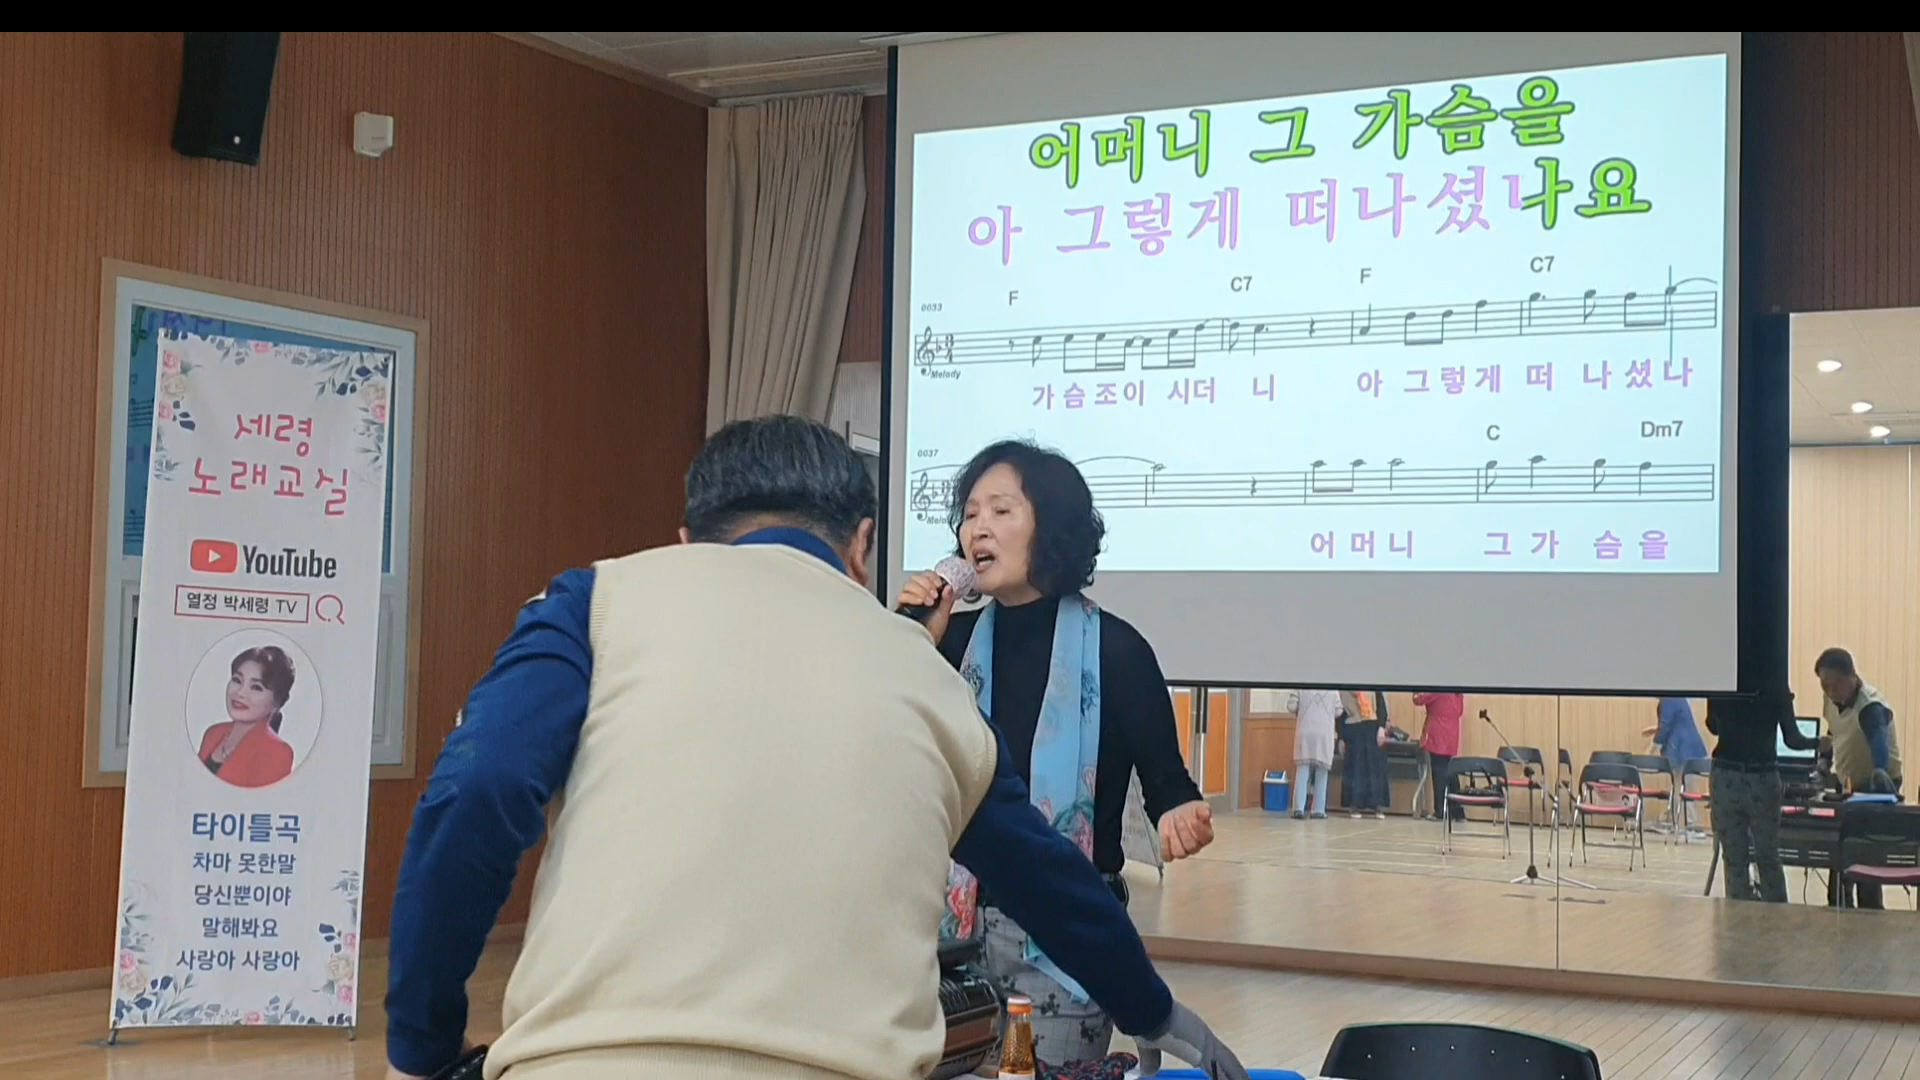 세령
노래교실
YouTube
열정 박세령 TV
타이틀곡
차마 못한말
당신뿐이야
말해봐요
사랑아 사랑아
어머니 그 가슴을
아 그렇게 떠나셨나요
F C7 F C7
0033
Melody
가슴조이 시더 니 아 그렇게 떠 나셨나
C Dm7
0037
어머니 그가 슴을